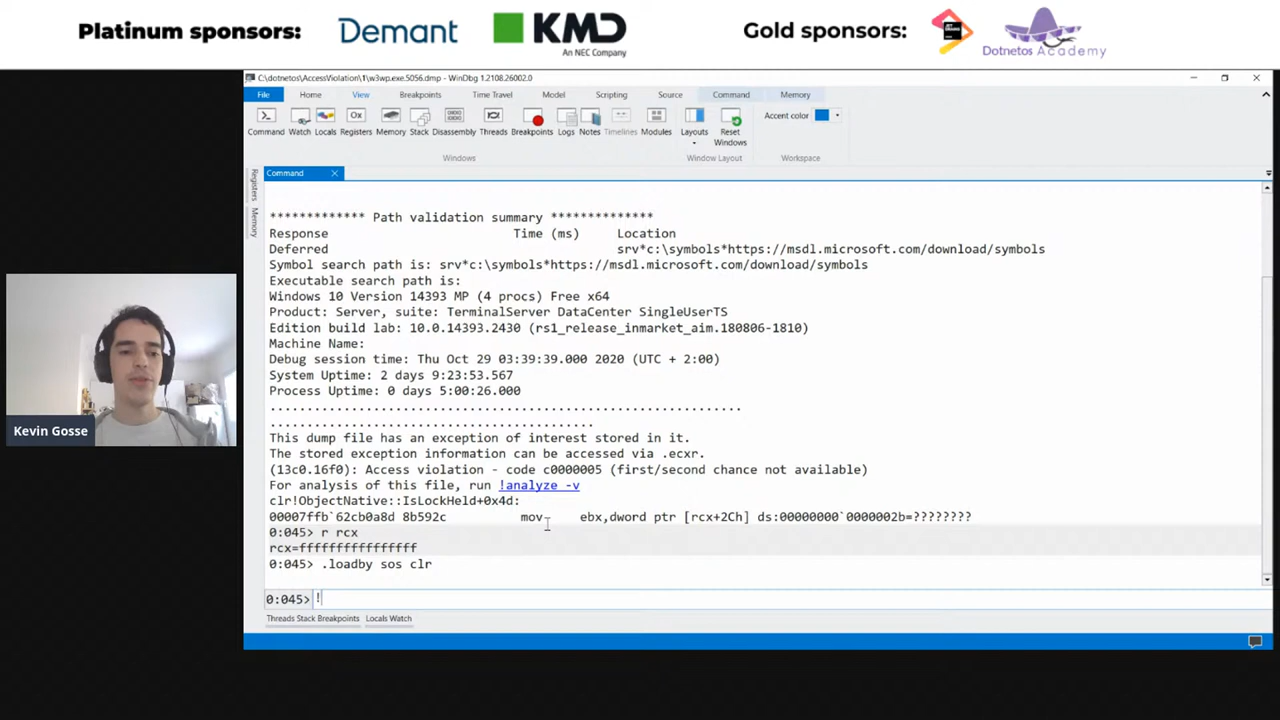 Platinum sponsors:
Demant
KMD
An NEC Company
Gold sponsors:
Dotnetos
Academy
C:\dotnetos\AccessViolation\1\w3wp.exe.5056.dmp - WinDbg 1.2108.26002.0
File Home View Breakpoints Time Travel Model Scripting Source Command Memory
Command Watch Locals Registers Memory Stack Disassembly Threads Breakpoints Logs Notes Timelines Modules Layouts Reset Windows Accent color
Windows Window Layout Workspace
Command
Registers
Memory
************* Path validation summary **************
Response Time (ms) Location
Deferred srv*c:\symbols*https://msdl.microsoft.com/download/symbols
Symbol search path is: srv*c:\symbols*https://msdl.microsoft.com/download/symbols
Executable search path is:
Windows 10 Version 14393 MP (4 procs) Free x64
Product: Server, suite: TerminalServer DataCenter SingleUserTS
Edition build lab: 10.0.14393.2430 (rs1_release_inmarket_aim.180806-1810)
Machine Name:
Debug session time: Thu Oct 29 03:39:39.000 2020 (UTC + 2:00)
System Uptime: 2 days 9:23:53.567
Process Uptime: 0 days 5:00:26.000
................................................................
............................................
This dump file has an exception of interest stored in it.
The stored exception information can be accessed via .ecxr.
(13c0.16f0): Access violation - code c0000005 (first/second chance not available)
For analysis of this file, run !analyze -v
clr!ObjectNative::IsLockHeld+0x4d:
00007ffb`62cb0a8d 8b592c mov ebx,dword ptr [rcx+2Ch] ds:00000000`0000002b=????????
0:045> r rcx
rcx=ffffffffffffffff
0:045> .loadby sos clr
0:045> !
Threads Stack Breakpoints Locals Watch
Kevin Gosse